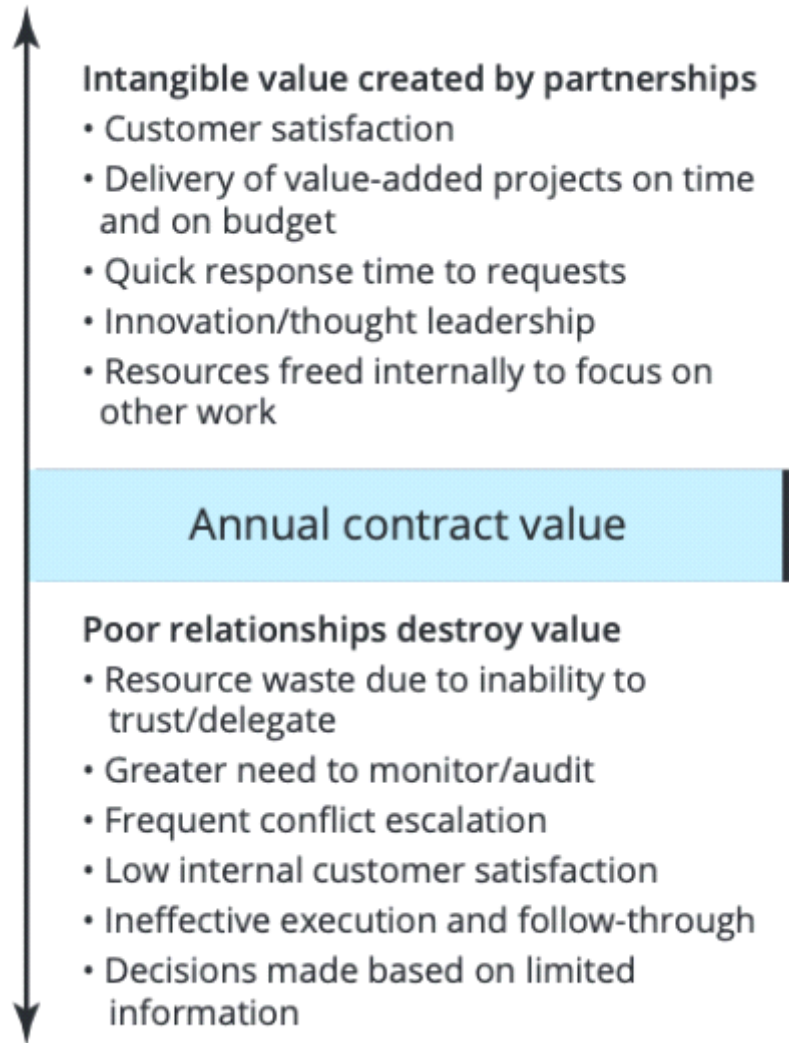 Intangible value created by partnerships
• Customer satisfaction
• Delivery of value-added projects on time
and on budget
• Quick response time to requests
• Innovation/thought leadership
• Resources freed internally to focus on
other work
Annual contract value
Poor relationships destroy value
• Resource waste due to inability to
trust/delegate
• Greater need to monitor/audit
• Frequent conflict escalation
• Low internal customer satisfaction
• Ineffective execution and follow-through
• Decisions made based on limited
information